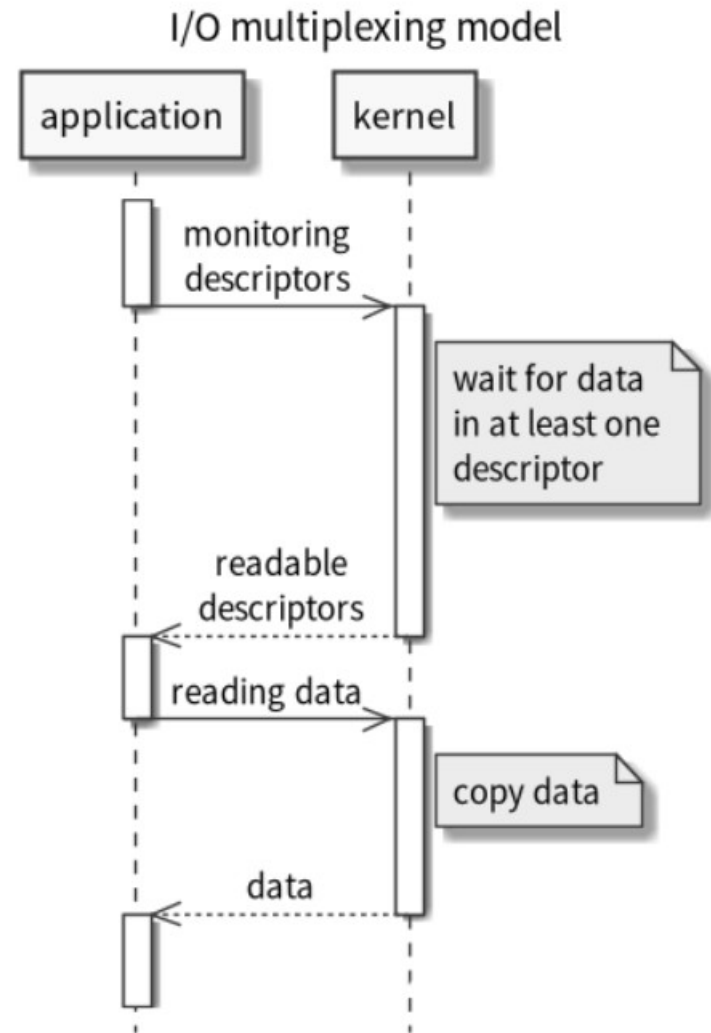 I/O multiplexing model
application
kernel
monitoring
descriptors
wait for data
in at least one
descriptor
readable
descriptors
reading data
copy data
data